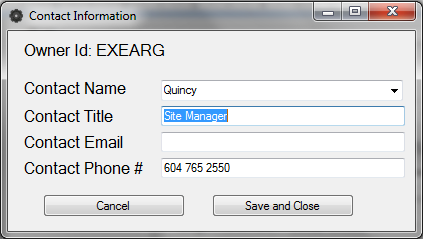 Contact Information
Owner Id: EXEARG
Contact Name Quincy
Contact Title Site Manager
Contact Email
Contact Phone # 604 765 2550
Cancel Save and Close